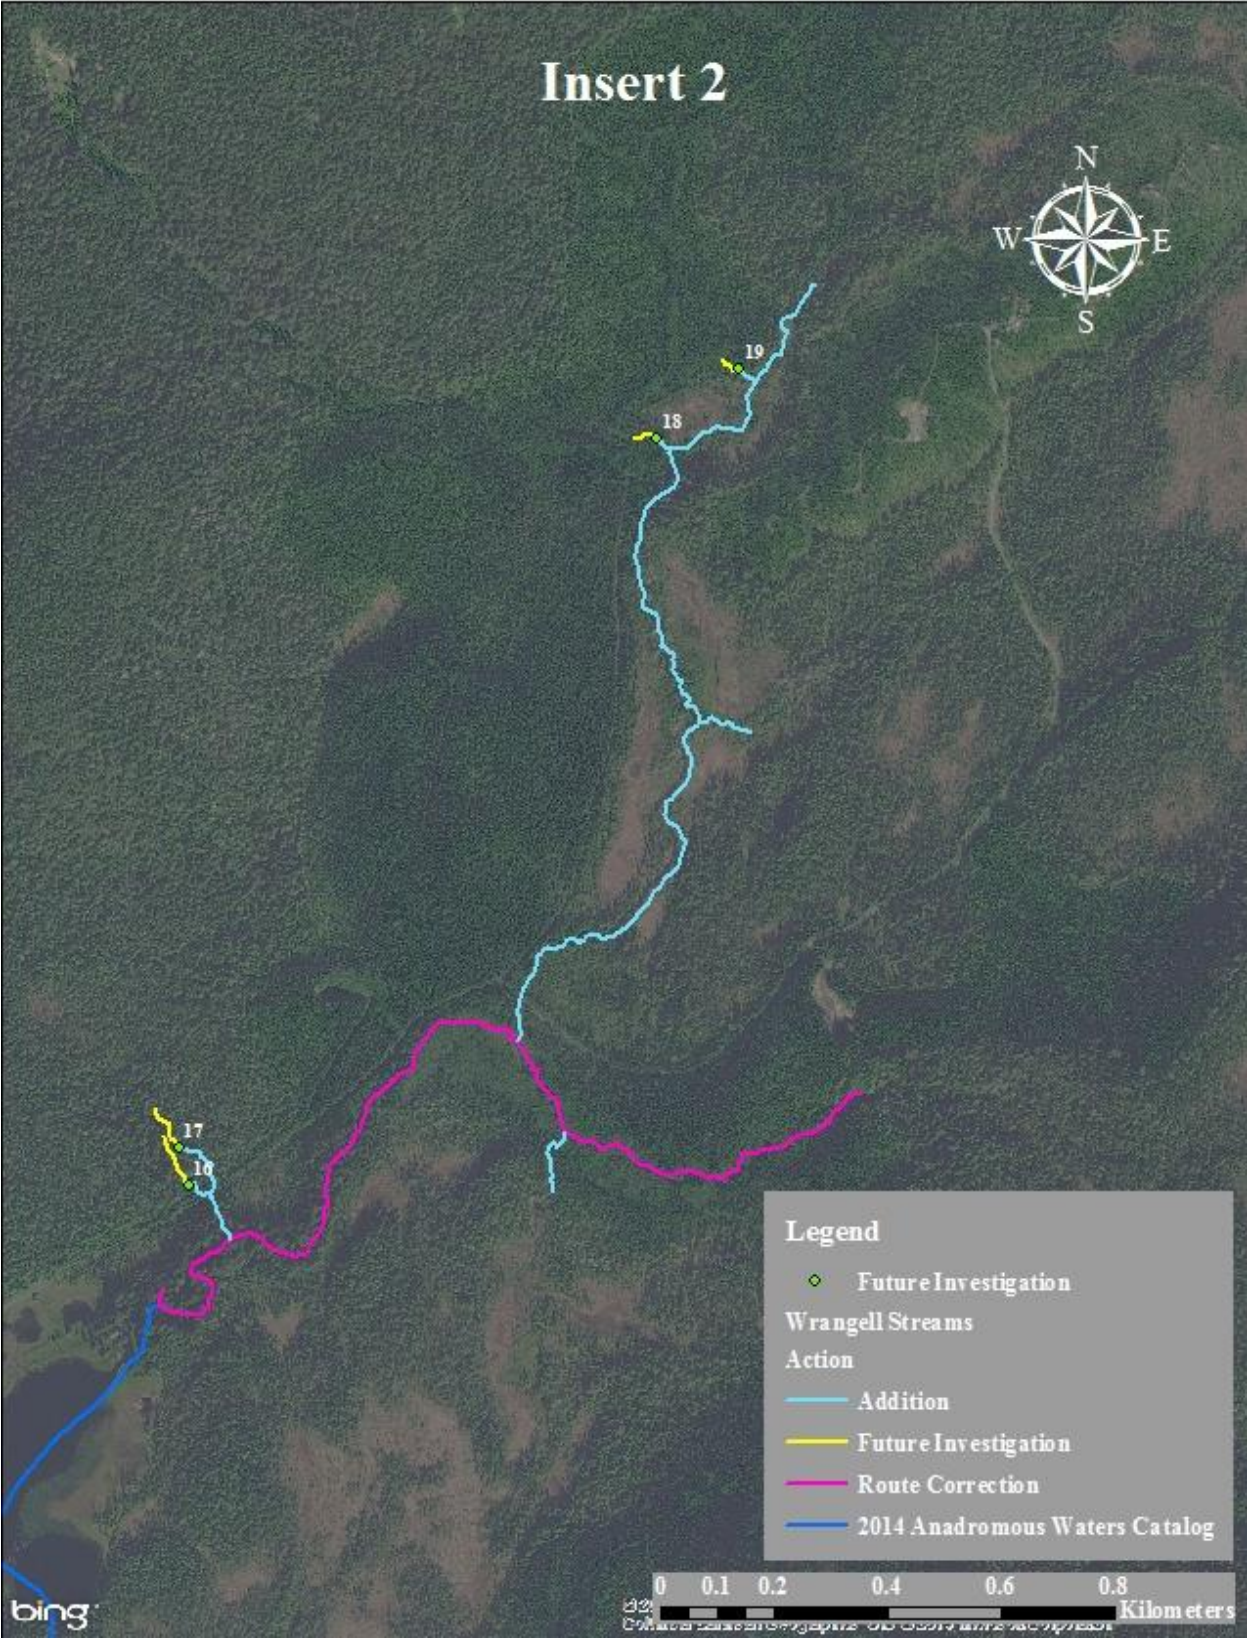 Insert 2
N
W
E
S
19
18
17
16
Legend
Future Investigation
Wrangell Streams
Action
Addition
Future Investigation
Route Correction
2014 Anadromous Waters Catalog
0 0.1 0.2 0.4 0.6 0.8
Kilometers
bing